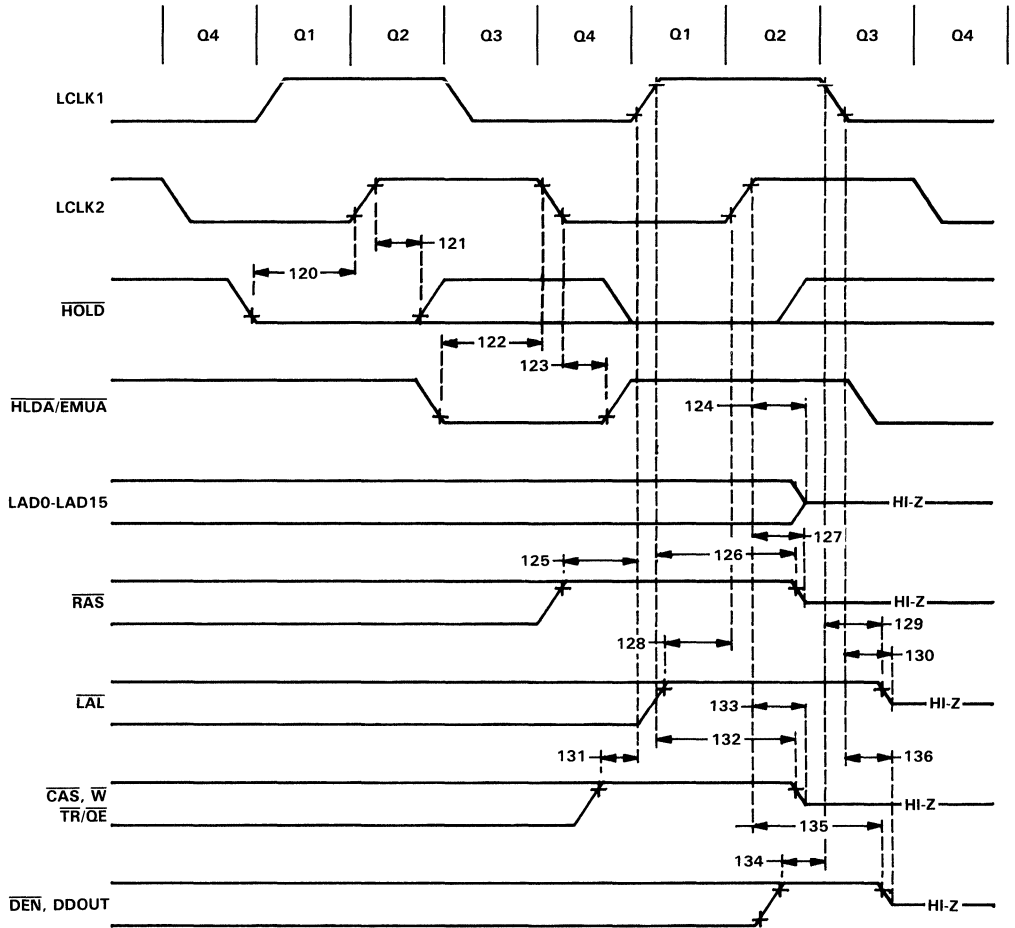 Q4 Q1 Q2 Q3 Q4 Q1 Q2 Q3 Q4
LCLK1
LCLK2
121
120
HOLD
122
123
HLDA/EMUA
124
LAD0-LAD15
HI-Z
127
126
125
RAS
HI-Z
129
128
130
LAL
HI-Z
133
132
131
136
CAS, W
TR/QE
HI-Z
135
134
DEN, DDOUT
HI-Z